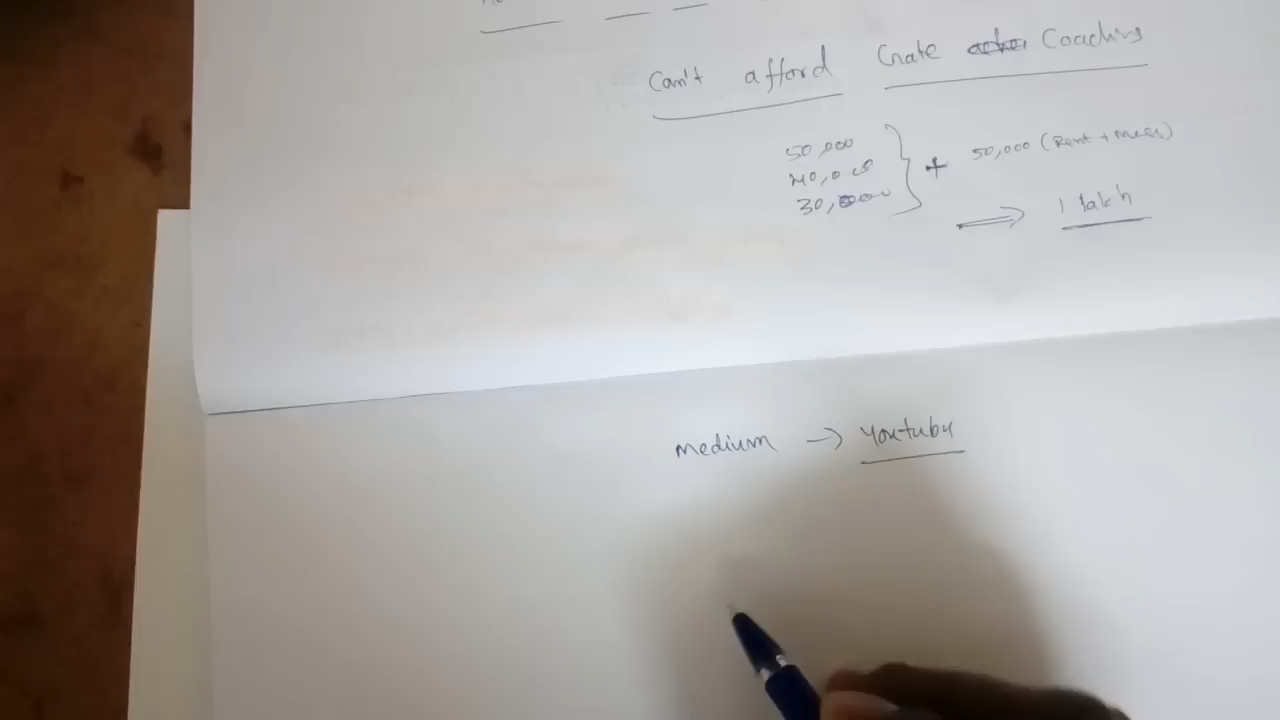 Can't afford Gate Coaching
50,000
40,000
30,000
} + 50,000 (Rent + Mess)
⟹ 1 lakh
medium → youtube